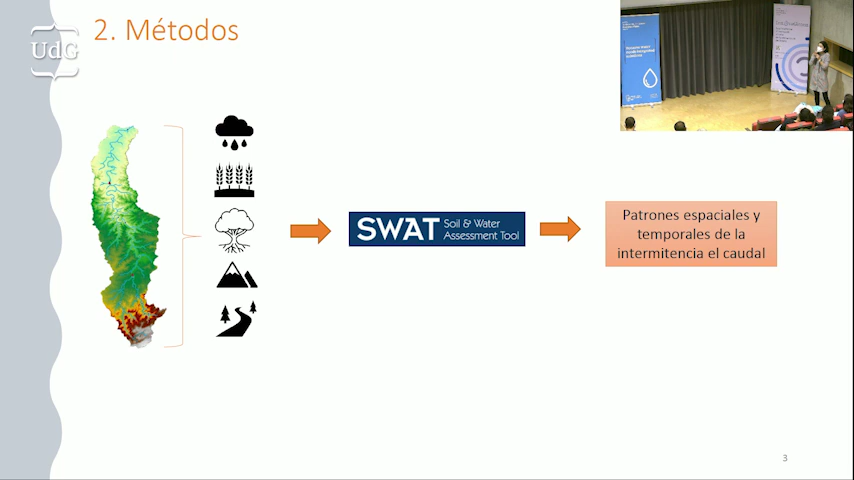 UdG
2. Métodos
SWAT Soil & Water
Assessment Tool
Patrones espaciales y
temporales de la
intermitencia el caudal
3